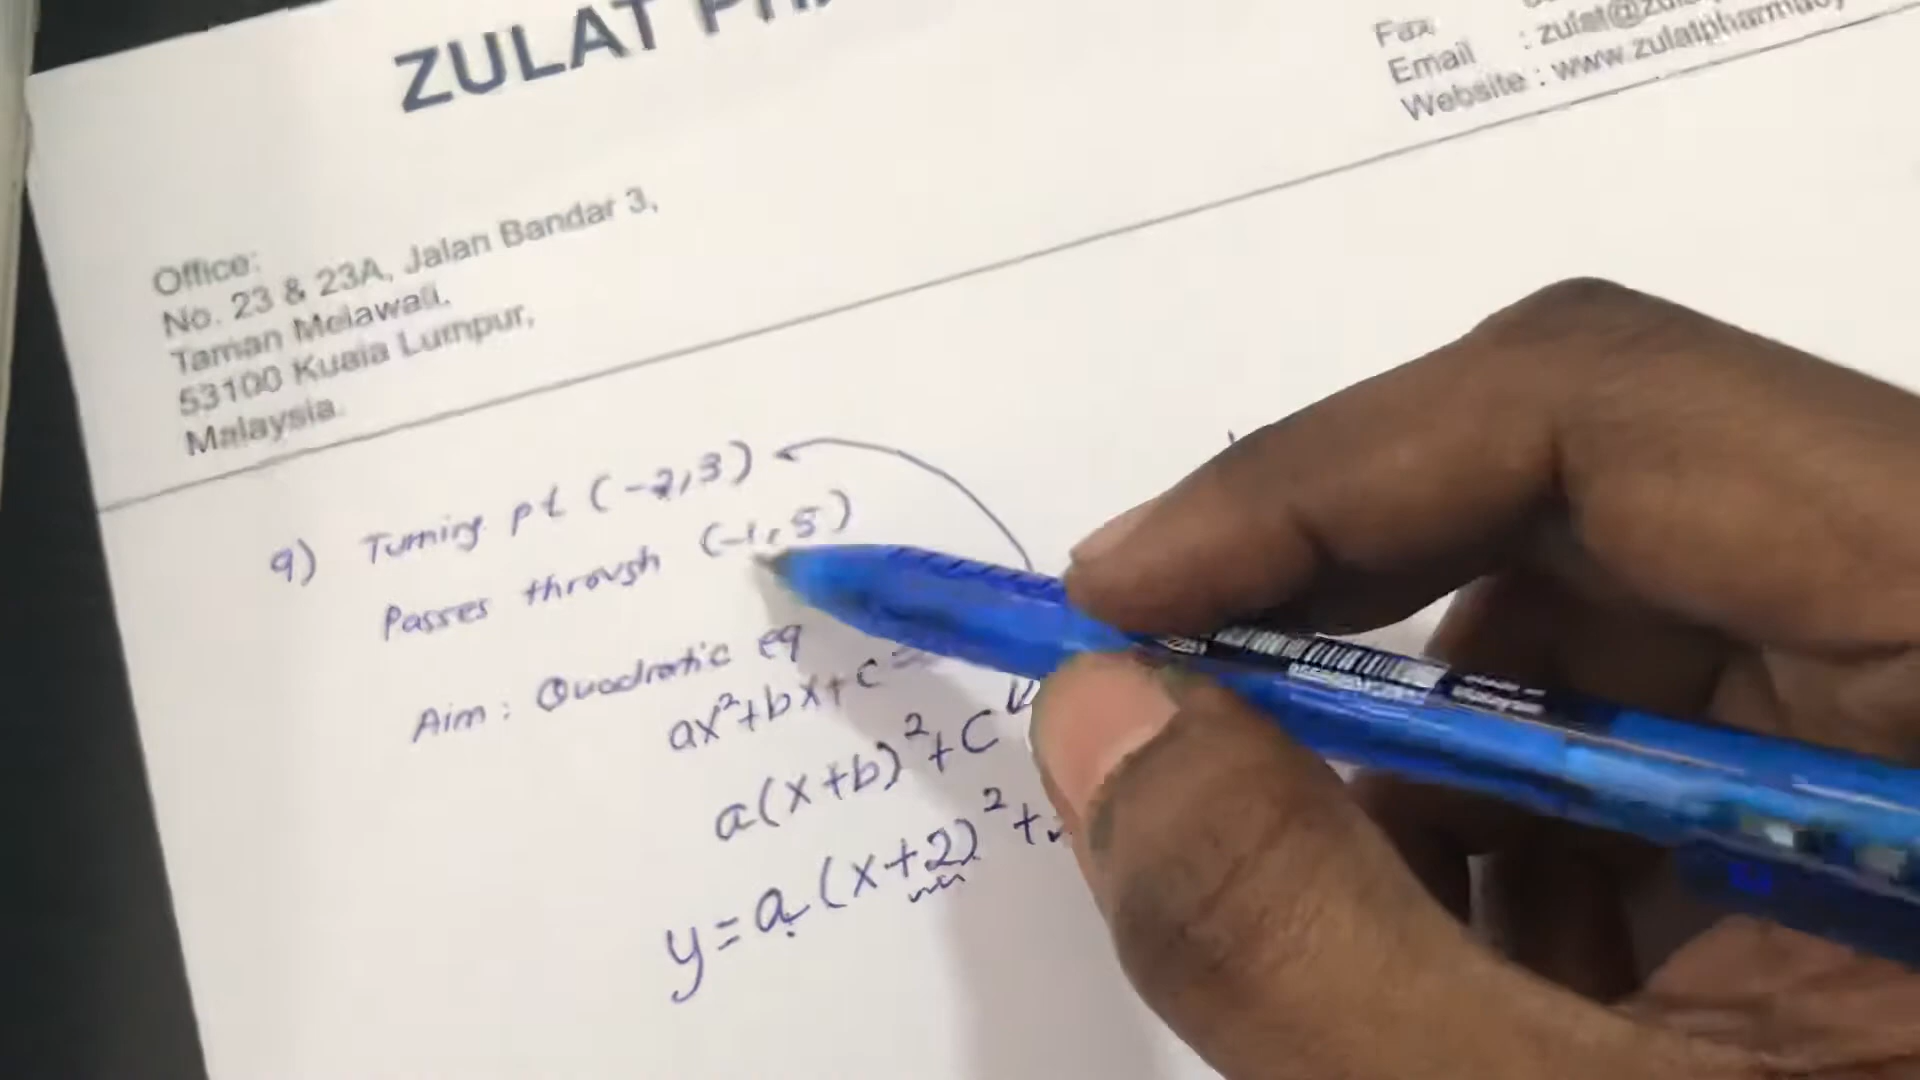 ZULAT
Fax
Email : zulat@
Website : www.zulatpharmacy
Office:
No. 23 & 23A, Jalan Bandar 3,
Taman Melawati,
53100 Kuala Lumpur,
Malaysia.
9) Turning pt (-2,3)
Passes through (-1,5)
Aim : Quadratic eq
ax²+bx+c
a(x+b)²+c
y=a(x+2)²+